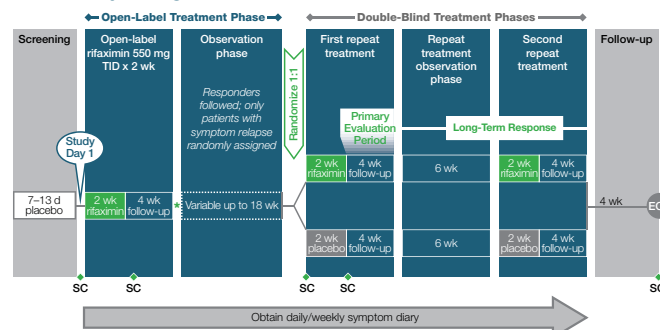 Open-Label Treatment Phase
Double-Blind Treatment Phases
Screening
Open-label
rifaximin 550 mg
TID x 2 wk
Observation
phase
Responders
followed; only
patients with
symptom relapse
randomly assigned
Randomize 1:1
First repeat
treatment
Repeat
treatment
observation
phase
Second
repeat
treatment
Follow-up
Primary
Evaluation
Period
Long-Term Response
Study
Day 1
7–13 d
placebo
2 wk
rifaximin
4 wk
follow-up
*
Variable up to 18 wk
2 wk
rifaximin
4 wk
follow-up
6 wk
2 wk
rifaximin
4 wk
follow-up
2 wk
placebo
4 wk
follow-up
6 wk
2 wk
placebo
4 wk
follow-up
4 wk
SC
SC
SC
SC
Obtain daily/weekly symptom diary